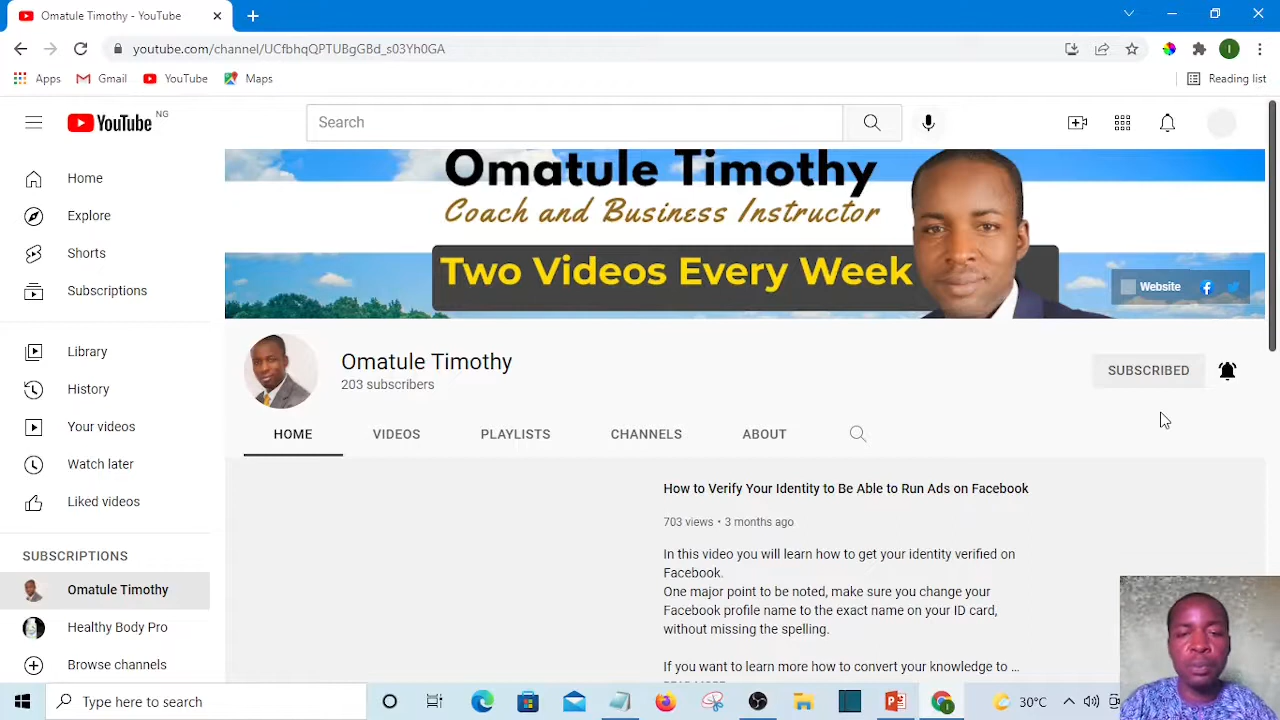 Omatule Timothy - YouTube
youtube.com/channel/UCfbhqQPTUBgGBd_s03Yh0GA
Apps
Gmail
YouTube
Maps
Reading list
YouTube NG
Search
Home
Explore
Shorts
Subscriptions
Library
History
Your videos
Watch later
Liked videos
SUBSCRIPTIONS
Omatule Timothy
Healthy Body Pro
Browse channels
Omatule Timothy
Coach and Business Instructor
Two Videos Every Week
Website
Omatule Timothy
203 subscribers
SUBSCRIBED
HOME
VIDEOS
PLAYLISTS
CHANNELS
ABOUT
How to Verify Your Identity to Be Able to Run Ads on Facebook
703 views • 3 months ago
In this video you will learn how to get your identity verified on
Facebook.
One major point to be noted, make sure you change your
Facebook profile name to the exact name on your ID card,
without missing the spelling.
If you want to learn more how to convert your knowledge to ...
Type here to search
30°C